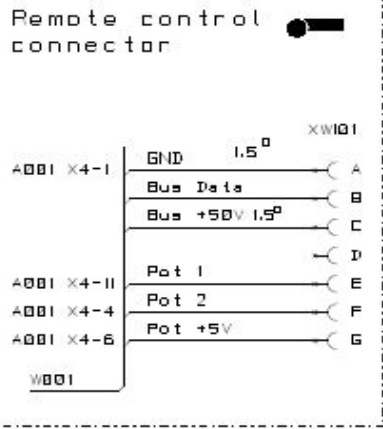 Remote control
connector
XW101
A001 X4-1 GND 1.5□ A
Bus Data B
Bus +50V 1.5□ C
D
A001 X4-11 Pot 1 E
A001 X4-4 Pot 2 F
A001 X4-6 Pot +5V G
W001